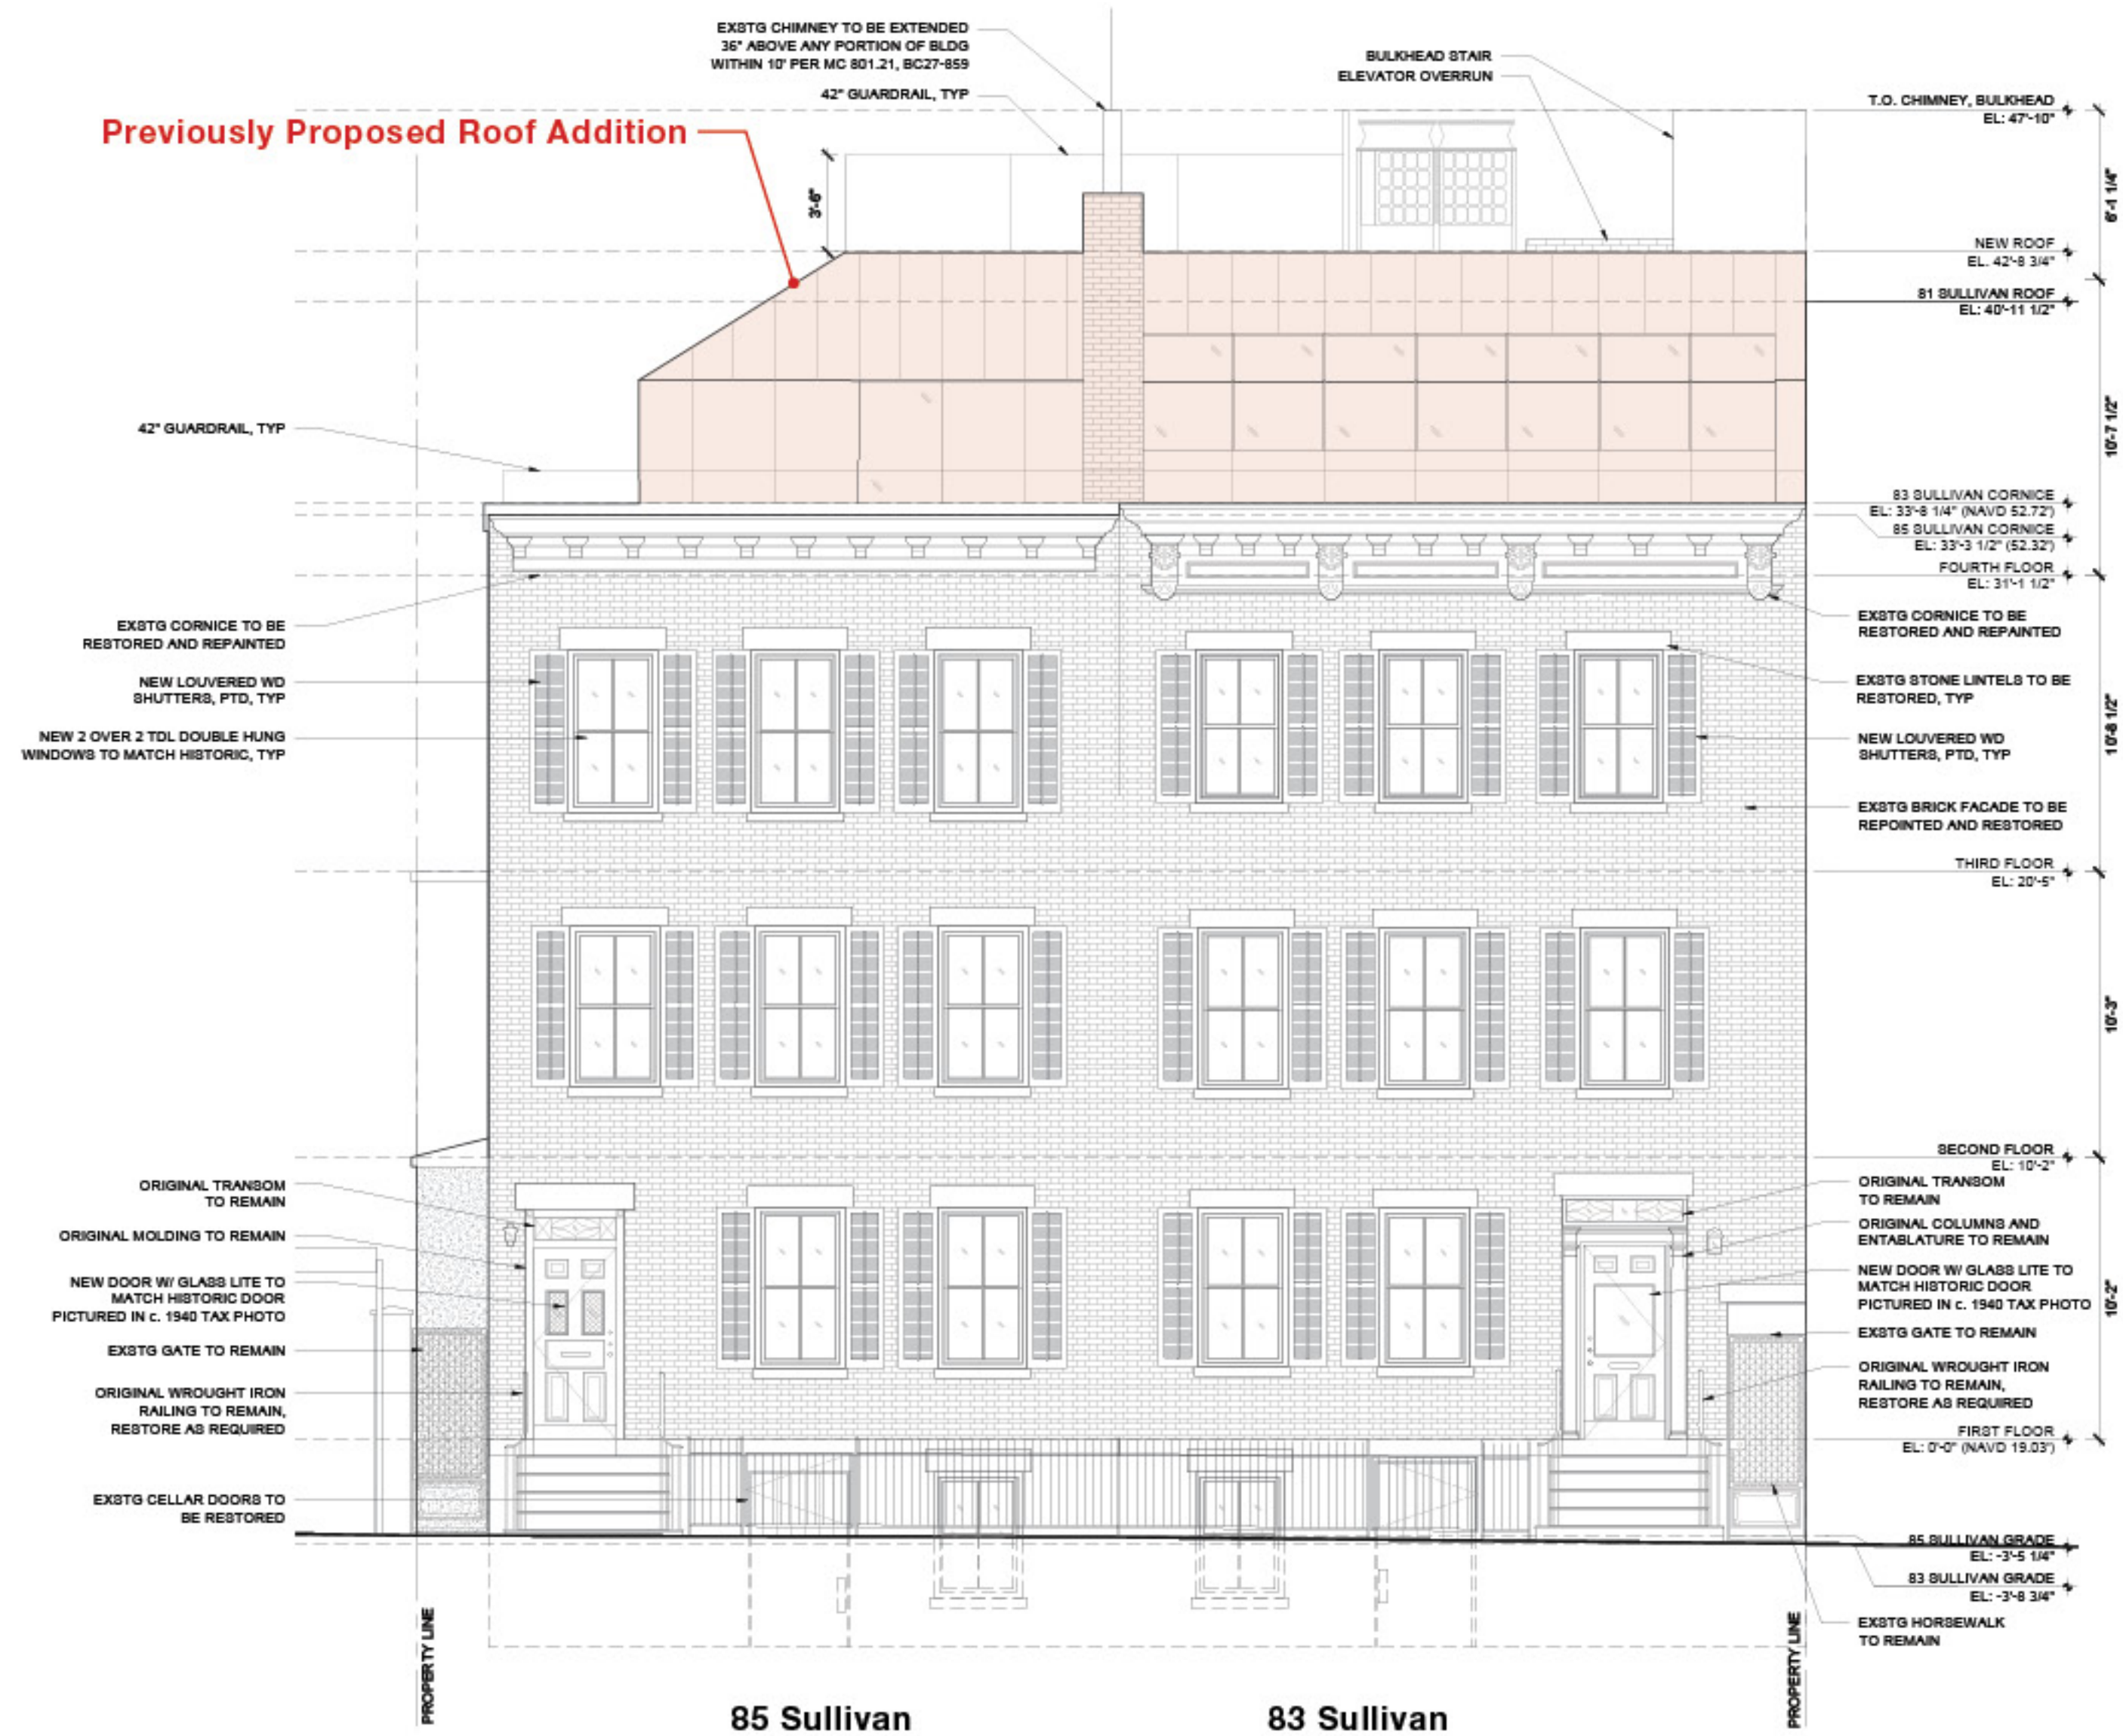 EXSTG CHIMNEY TO BE EXTENDED
36" ABOVE ANY PORTION OF BLDG
WITHIN 10' PER MC 801.21, BC27-859
42" GUARDRAIL, TYP
BULKHEAD STAIR
ELEVATOR OVERRUN
Previously Proposed Roof Addition
3'-6"
42" GUARDRAIL, TYP
EXSTG CORNICE TO BE
RESTORED AND REPAINTED
NEW LOUVERED WD
SHUTTERS, PTD, TYP
NEW 2 OVER 2 TDL DOUBLE HUNG
WINDOWS TO MATCH HISTORIC, TYP
ORIGINAL TRANSOM
TO REMAIN
ORIGINAL MOLDING TO REMAIN
NEW DOOR W/ GLASS LITE TO
MATCH HISTORIC DOOR
PICTURED IN c. 1940 TAX PHOTO
EXSTG GATE TO REMAIN
ORIGINAL WROUGHT IRON
RAILING TO REMAIN,
RESTORE AS REQUIRED
EXSTG CELLAR DOORS TO
BE RESTORED
T.O. CHIMNEY, BULKHEAD
EL: 47'-10"
NEW ROOF
EL. 42'-8 3/4"
81 SULLIVAN ROOF
EL: 40'-11 1/2"
83 SULLIVAN CORNICE
EL: 33'-8 1/4" (NAVD 52.72')
85 SULLIVAN CORNICE
EL: 33'-3 1/2" (52.32')
FOURTH FLOOR
EL: 31'-1 1/2"
EXSTG CORNICE TO BE
RESTORED AND REPAINTED
EXSTG STONE LINTELS TO BE
RESTORED, TYP
NEW LOUVERED WD
SHUTTERS, PTD, TYP
EXSTG BRICK FACADE TO BE
REPOINTED AND RESTORED
THIRD FLOOR
EL: 20'-5"
SECOND FLOOR
EL: 10'-2"
ORIGINAL TRANSOM
TO REMAIN
ORIGINAL COLUMNS AND
ENTABLATURE TO REMAIN
NEW DOOR W/ GLASS LITE TO
MATCH HISTORIC DOOR
PICTURED IN c. 1940 TAX PHOTO
EXSTG GATE TO REMAIN
ORIGINAL WROUGHT IRON
RAILING TO REMAIN,
RESTORE AS REQUIRED
FIRST FLOOR
EL: 0'-0" (NAVD 19.03')
85 SULLIVAN GRADE
EL: -3'-5 1/4"
83 SULLIVAN GRADE
EL: -3'-8 3/4"
EXSTG HORSEWALK
TO REMAIN
6'-1 1/4"
10'-7 1/2"
10'-8 1/2"
10'-3"
10'-2"
PROPERTY LINE
PROPERTY LINE
85 Sullivan
83 Sullivan